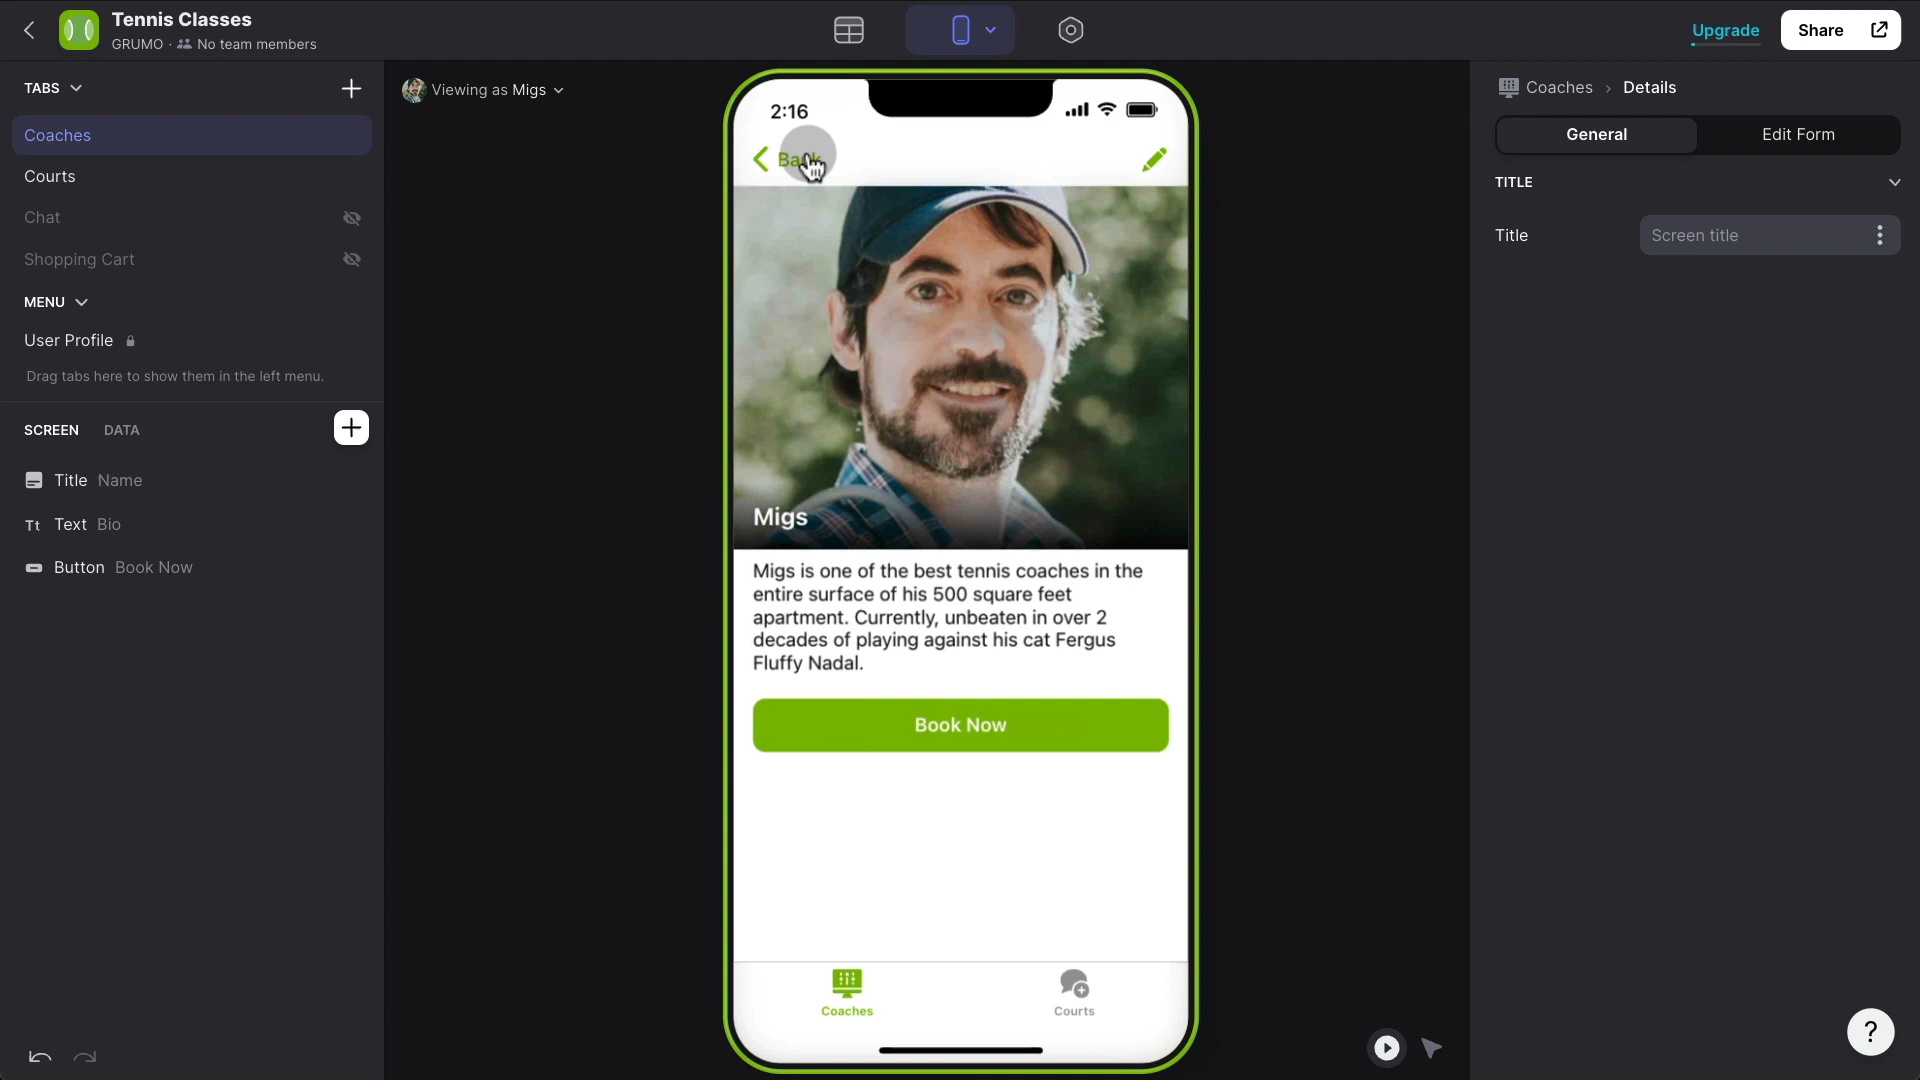 Tennis Classes
GRUMO · No team members
Upgrade
Share
TABS
Coaches
Courts
Chat
Shopping Cart
MENU
User Profile
Drag tabs here to show them in the left menu.
SCREEN DATA
Title Name
Tt Text Bio
Button Book Now
Viewing as Migs
2:16
Back
Migs
Migs is one of the best tennis coaches in the
entire surface of his 500 square feet
apartment. Currently, unbeaten in over 2
decades of playing against his cat Fergus
Fluffy Nadal.
Book Now
Coaches
Courts
Coaches › Details
General
Edit Form
TITLE
Title
Screen title
?